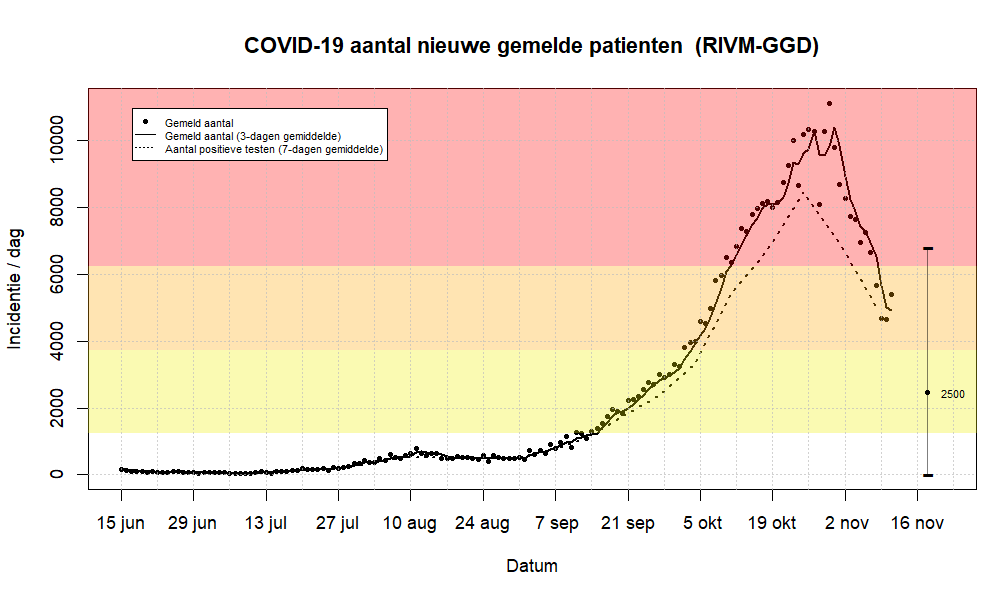 COVID-19 aantal nieuwe gemelde patienten (RIVM-GGD)
Gemeld aantal
Gemeld aantal (3-dagen gemiddelde)
Aantal positieve testen (7-dagen gemiddelde)
Incidentie / dag
10000
8000
6000
4000
2000
0
2500
15 jun 29 jun 13 jul 27 jul 10 aug 24 aug 7 sep 21 sep 5 okt 19 okt 2 nov 16 nov
Datum